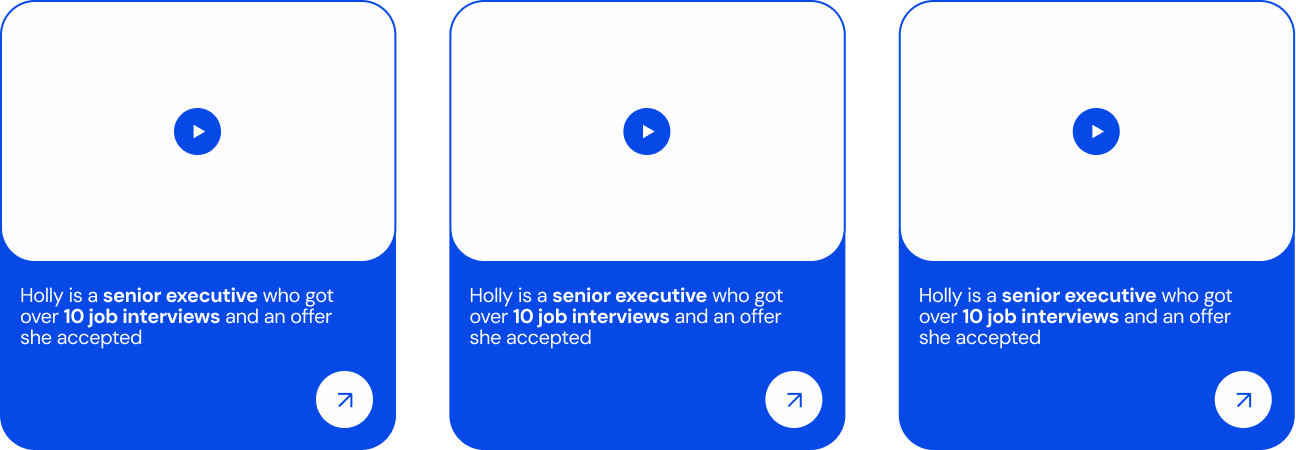 Holly is a senior executive who got
over 10 job interviews and an offer
she accepted
Holly is a senior executive who got
over 10 job interviews and an offer
she accepted
Holly is a senior executive who got
over 10 job interviews and an offer
she accepted